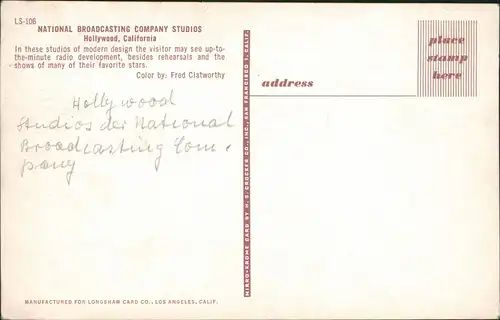 LS-106
NATIONAL BROADCASTING COMPANY STUDIOS
Hollywood, California
In these studios of modern design the visitor may see up-to-
the-minute radio development, besides rehearsals and the
shows of many of their favorite stars.
Color by: Fred Clatworthy
Hollywood
Studios der National
Broadcasting Com-
pany
MANUFACTURED FOR LONGSHAW CARD CO., LOS ANGELES, CALIF.
MIRRO-KROME CARD BY H. S. CROCKER CO., INC., SAN FRANCISCO 1, CALIF.
address
place
stamp
here